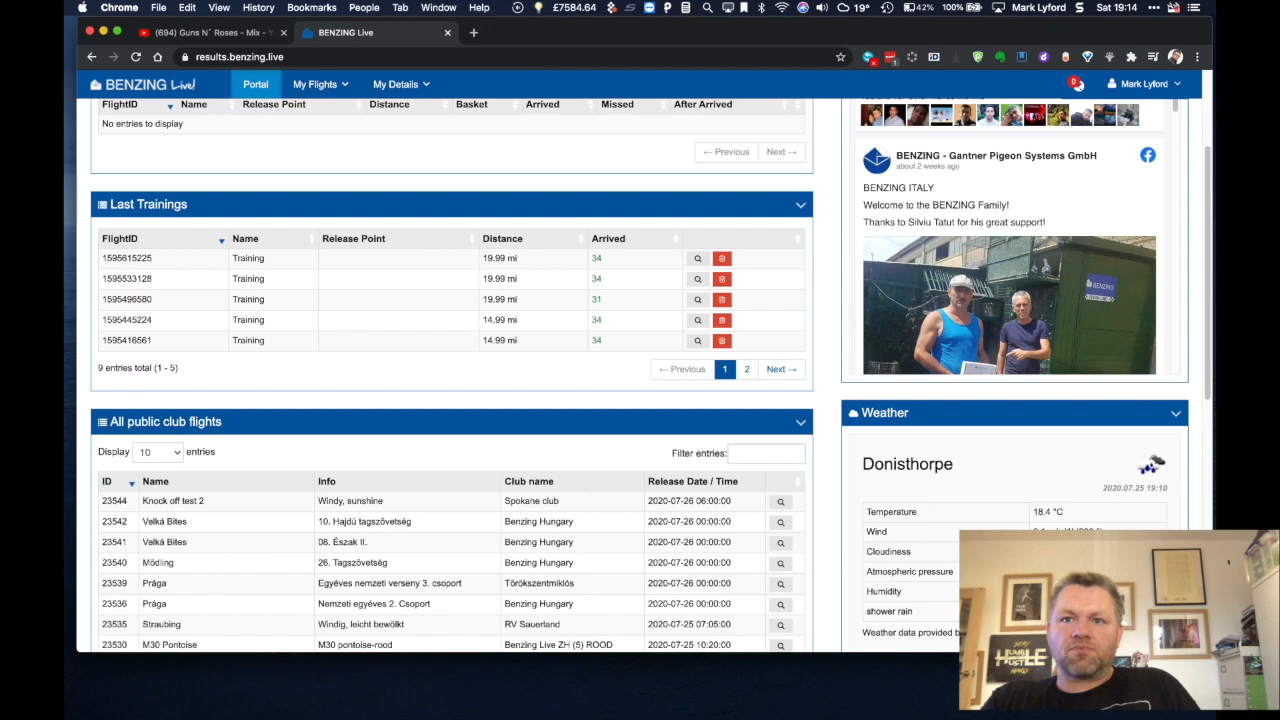 Chrome File Edit View History Bookmarks People Tab Window Help £7584.64 P 19° 42% 100% Mark Lyford S Sat 19:14
(694) Guns N' Roses - Mix - Y BENZING Live
results.benzing.live
BENZING Live! Portal My Flights My Details 0 Mark Lyford
FlightID Name Release Point Distance Basket Arrived Missed After Arrived
No entries to display
← Previous Next →
BENZING - Gantner Pigeon Systems GmbH
about 2 weeks ago
BENZING ITALY
Welcome to the BENZING Family!
Thanks to Silviu Tatut for his great support!
BENZING
Last Trainings
FlightID Name Release Point Distance Arrived
1595615225 Training 19.99 mi 34
1595533128 Training 19.99 mi 34
1595496580 Training 19.99 mi 31
1595445224 Training 14.99 mi 34
1595416561 Training 14.99 mi 34
9 entries total (1 - 5) ← Previous 1 2 Next →
All public club flights
Display 10 entries Filter entries:
ID Name Info Club name Release Date / Time
23544 Knock off test 2 Windy, sunshine Spokane club 2020-07-26 06:00:00
23542 Velká Bites 10. Hajdú tagszövetség Benzing Hungary 2020-07-26 00:00:00
23541 Velká Bites 08. Észak II. Benzing Hungary 2020-07-26 00:00:00
23540 Mödling 26. Tagszövetség Benzing Hungary 2020-07-26 00:00:00
23539 Prága Egyéves nemzeti verseny 3. csoport Törökszentmiklós 2020-07-26 00:00:00
23536 Prága Nemzeti egyéves 2. Csoport Benzing Hungary 2020-07-26 00:00:00
23535 Straubing Windig, leicht bewölkt RV Sauerland 2020-07-25 07:05:00
23530 M30 Pontoise M30 pontoise-rood Benzing Live ZH (5) ROOD 2020-07-25 10:20:00
Weather
Donisthorpe
2020.07.25 19:10
Temperature 18.4 °C
Wind
Cloudiness
Atmospheric pressure
Humidity
shower rain
Weather data provided b
STAY
HUMBLE
HUSTLE
HARD